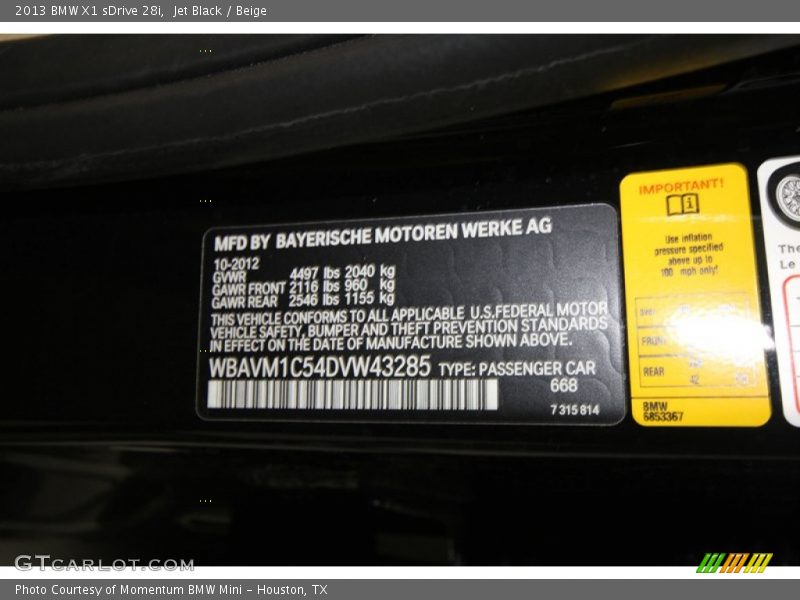 2013 BMW X1 sDrive 28i, Jet Black / Beige
MFD BY BAYERISCHE MOTOREN WERKE AG
10-2012
GVWR 4497 lbs 2040 kg
GAWR FRONT 2116 lbs 960 kg
GAWR REAR 2546 lbs 1155 kg
THIS VEHICLE CONFORMS TO ALL APPLICABLE U.S.FEDERAL MOTOR
VEHICLE SAFETY, BUMPER AND THEFT PREVENTION STANDARDS
IN EFFECT ON THE DATE OF MANUFACTURE SHOWN ABOVE.
WBAVM1C54DVW43285 TYPE: PASSENGER CAR
668
7 315 814
IMPORTANT!
i
Use inflation
pressure specified
above up to
100 mph only!
FRONT
REAR
42
BMW
6853367
The
Le
GTCARLOT.COM
Photo Courtesy of Momentum BMW Mini - Houston, TX